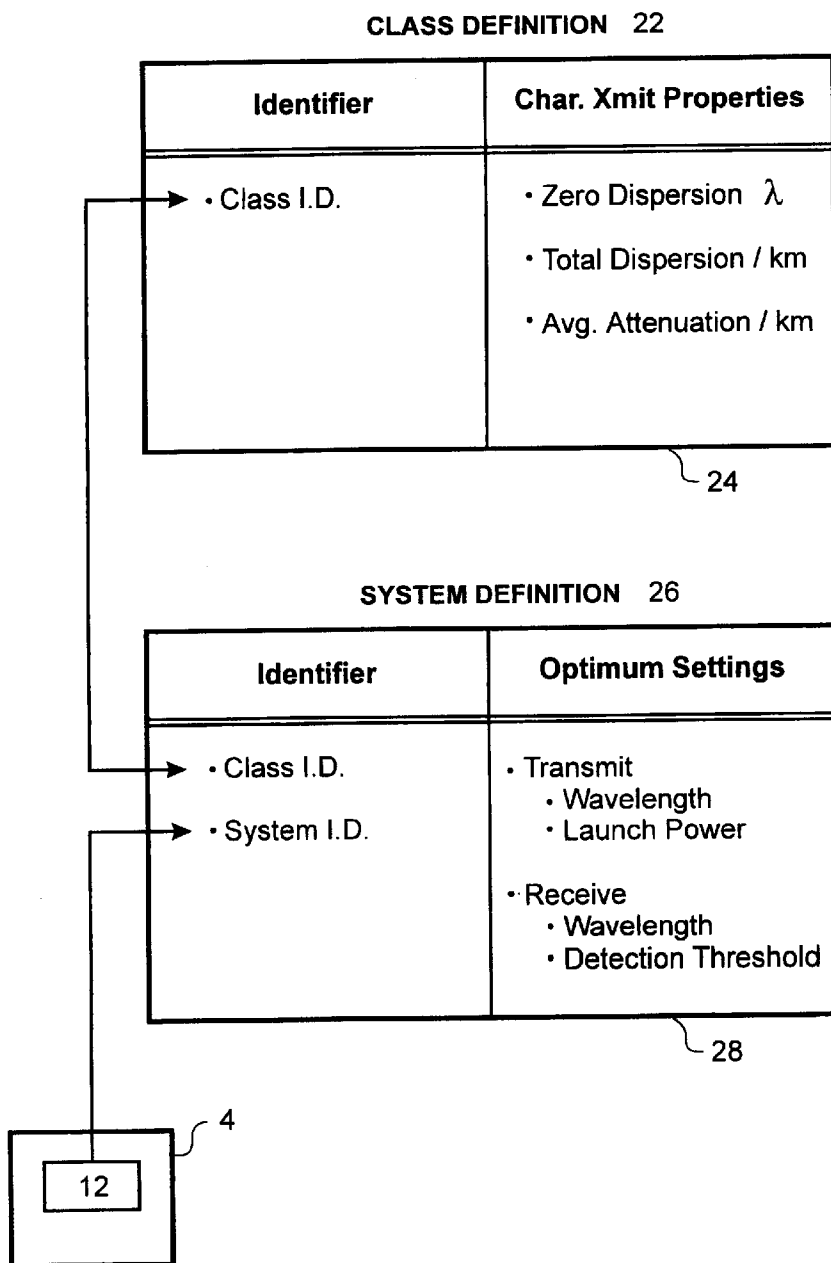 CLASS DEFINITION 22
Identifier
Char. Xmit Properties
• Class I.D.
• Zero Dispersion λ
• Total Dispersion / km
• Avg. Attenuation / km
24
SYSTEM DEFINITION 26
Identifier
Optimum Settings
• Class I.D.
• System I.D.
• Transmit
• Wavelength
• Launch Power
• Receive
• Wavelength
• Detection Threshold
28
4
12